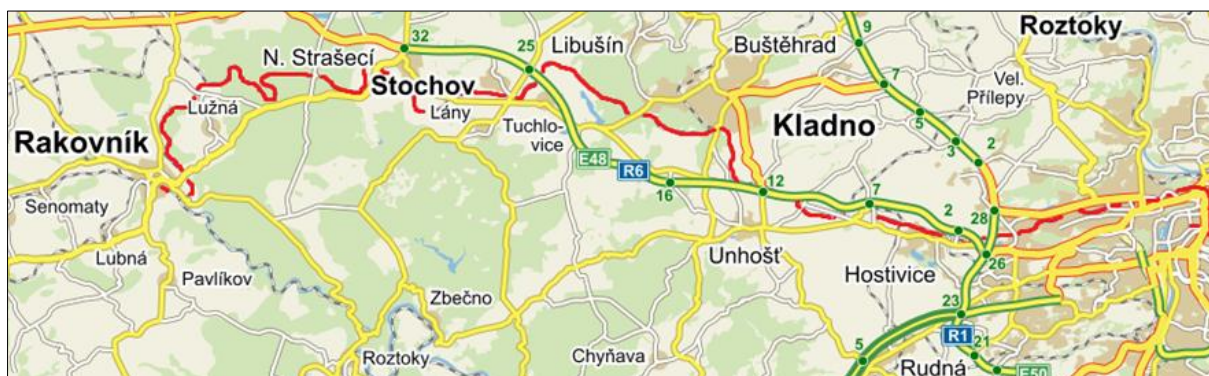 9
Roztoky
32
25
Libušín
Buštěhrad
N. Strašecí
7
Vel.
Přílepy
Stochov
Lužná
Lány
5
Tuchlo-
vice
Kladno
3
2
Rakovník
E48
R6
16
12
7
Senomaty
2
28
Lubná
Unhošť
26
Pavlíkov
Hostivice
Zbečno
23
R1
Roztoky
Chyňava
5
21
Rudná
E50